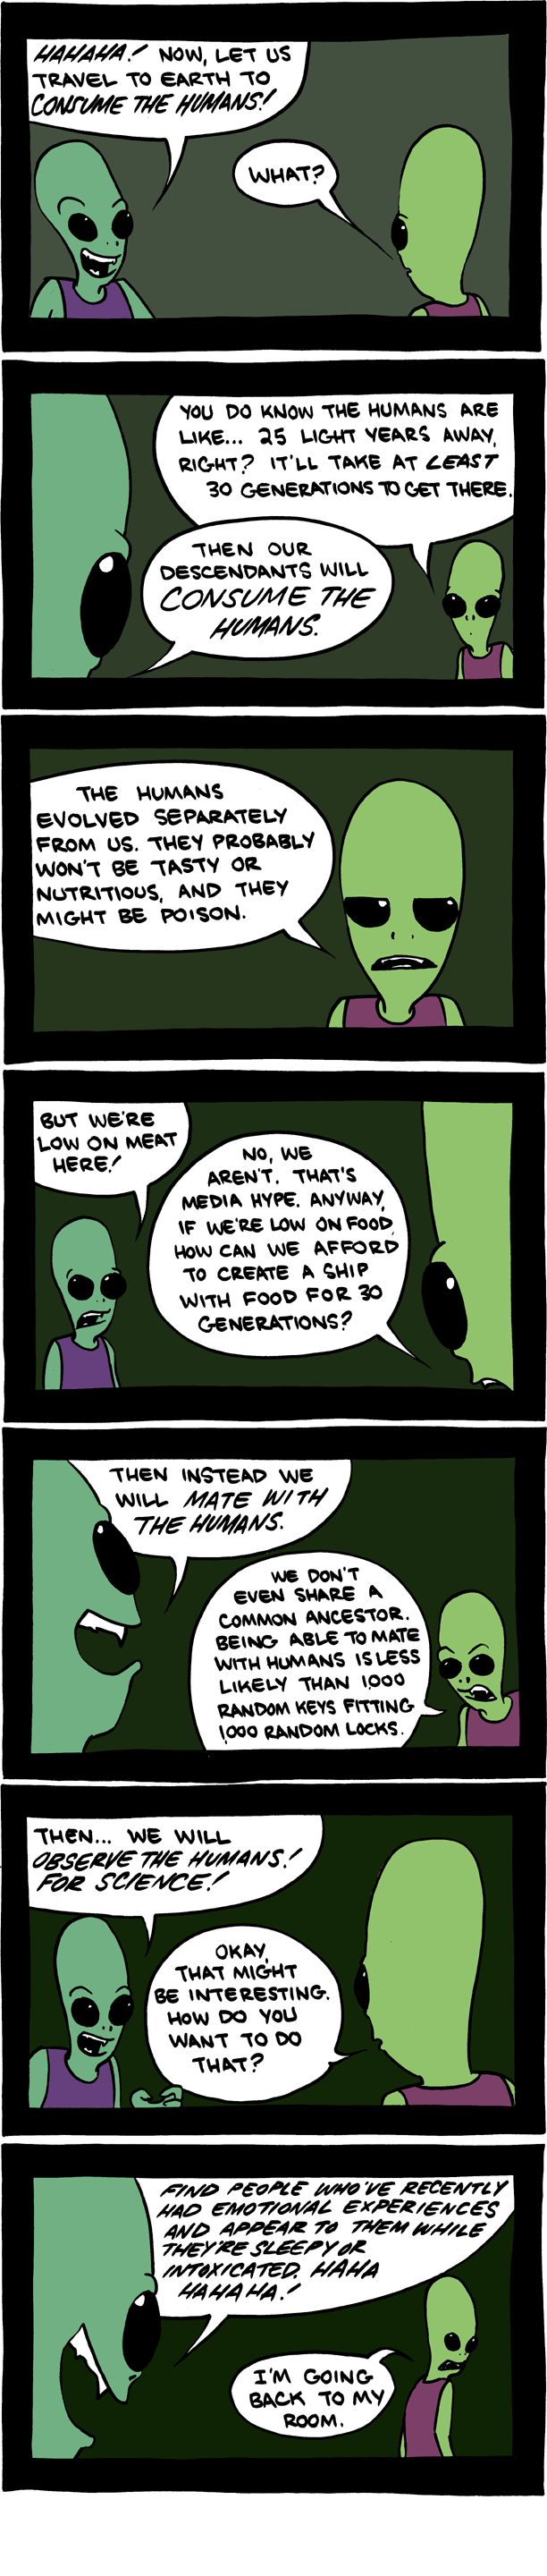 HAHAHA! NOW, LET US
TRAVEL TO EARTH TO
CONSUME THE HUMANS!
WHAT?
YOU DO KNOW THE HUMANS ARE
LIKE... 25 LIGHT YEARS AWAY,
RIGHT? IT'LL TAKE AT LEAST
30 GENERATIONS TO GET THERE.
THEN OUR
DESCENDANTS WILL
CONSUME THE
HUMANS.
THE HUMANS
EVOLVED SEPARATELY
FROM US. THEY PROBABLY
WON'T BE TASTY OR
NUTRITIOUS, AND THEY
MIGHT BE POISON.
BUT WE'RE
LOW ON MEAT
HERE!
NO, WE
AREN'T. THAT'S
MEDIA HYPE. ANYWAY,
IF WE'RE LOW ON FOOD,
HOW CAN WE AFFORD
TO CREATE A SHIP
WITH FOOD FOR 30
GENERATIONS?
THEN INSTEAD WE
WILL MATE WITH
THE HUMANS.
WE DON'T
EVEN SHARE A
COMMON ANCESTOR.
BEING ABLE TO MATE
WITH HUMANS IS LESS
LIKELY THAN 1,000
RANDOM KEYS FITTING
1,000 RANDOM LOCKS.
THEN... WE WILL
OBSERVE THE HUMANS!
FOR SCIENCE!
OKAY,
THAT MIGHT
BE INTERESTING.
HOW DO YOU
WANT TO DO
THAT?
FIND PEOPLE WHO'VE RECENTLY
HAD EMOTIONAL EXPERIENCES
AND APPEAR TO THEM WHILE
THEY'RE SLEEPY OR
INTOXICATED. HAHA
HAHAHA!
I'M GOING
BACK TO MY
ROOM.